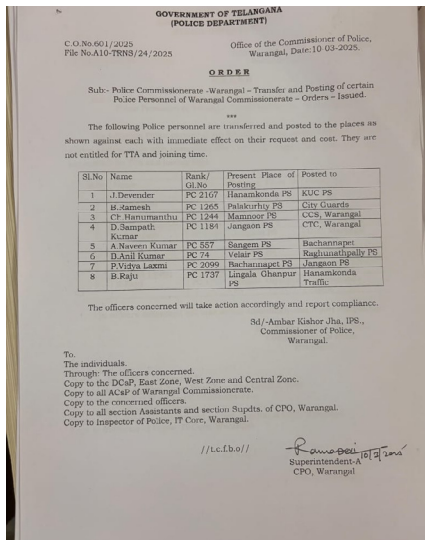 GOVERNMENT OF TELANGANA
(POLICE DEPARTMENT)
C.O.No.601/2025 Office of the Commissioner of Police,
File No.A10-TRNS/24/2025 Warangal, Date:10-03-2025.
ORDER
Sub:- Police Commissionerate -Warangal – Transfer and Posting of certain
Police Personnel of Warangal Commissionerate – Orders – Issued.
***
The following Police personnel are transferred and posted to the places as
shown against each with immediate effect on their request and cost. They are
not entitled for TTA and joining time.
Sl.No Name Rank/ Present Place of Posted to
Gl.No Posting
1 J.Devender PC 2167 Hanamkonda PS KUC PS
2 B.Ramesh PC 1265 Palakurthy PS City Guards
3 Ch.Hanumanthu PC 1244 Mamnoor PS CCS, Warangal
4 D.Sampath PC 1184 Jangaon PS CTC, Warangal
Kumar
5 A.Naveen Kumar PC 557 Sangem PS Bachannapet
6 D.Anil Kumar PC 74 Velair PS Raghunathpally PS
7 P.Vidya Laxmi PC 2099 Bachannapet PS Jangaon PS
8 B.Raju PC 1737 Lingala Ghanpur Hanamkonda
PS Traffic
The officers concerned will take action accordingly and report compliance.
Sd/-Ambar Kishor Jha, IPS.,
Commissioner of Police,
Warangal.
To,
The individuals.
Through: The officers concerned.
Copy to the DCsP, East Zone, West Zone and Central Zone.
Copy to all ACsP of Warangal Commissionerate.
Copy to the concerned officers.
Copy to all section Assistants and section Supdts. of CPO, Warangal.
Copy to Inspector of Police, IT Core, Warangal.
//t.c.f.b.o//
Superintendent-A
CPO, Warangal